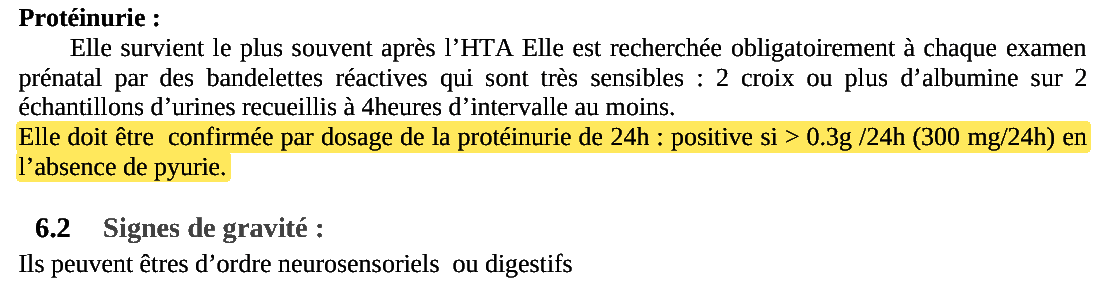 Protéinurie :
Elle survient le plus souvent après l’HTA Elle est recherchée obligatoirement à chaque examen
prénatal par des bandelettes réactives qui sont très sensibles : 2 croix ou plus d’albumine sur 2
échantillons d’urines recueillis à 4heures d’intervalle au moins.
Elle doit être  confirmée par dosage de la protéinurie de 24h : positive si > 0.3g /24h (300 mg/24h) en
l’absence de pyurie.
6.2 Signes de gravité :
Ils peuvent êtres d’ordre neurosensoriels  ou digestifs